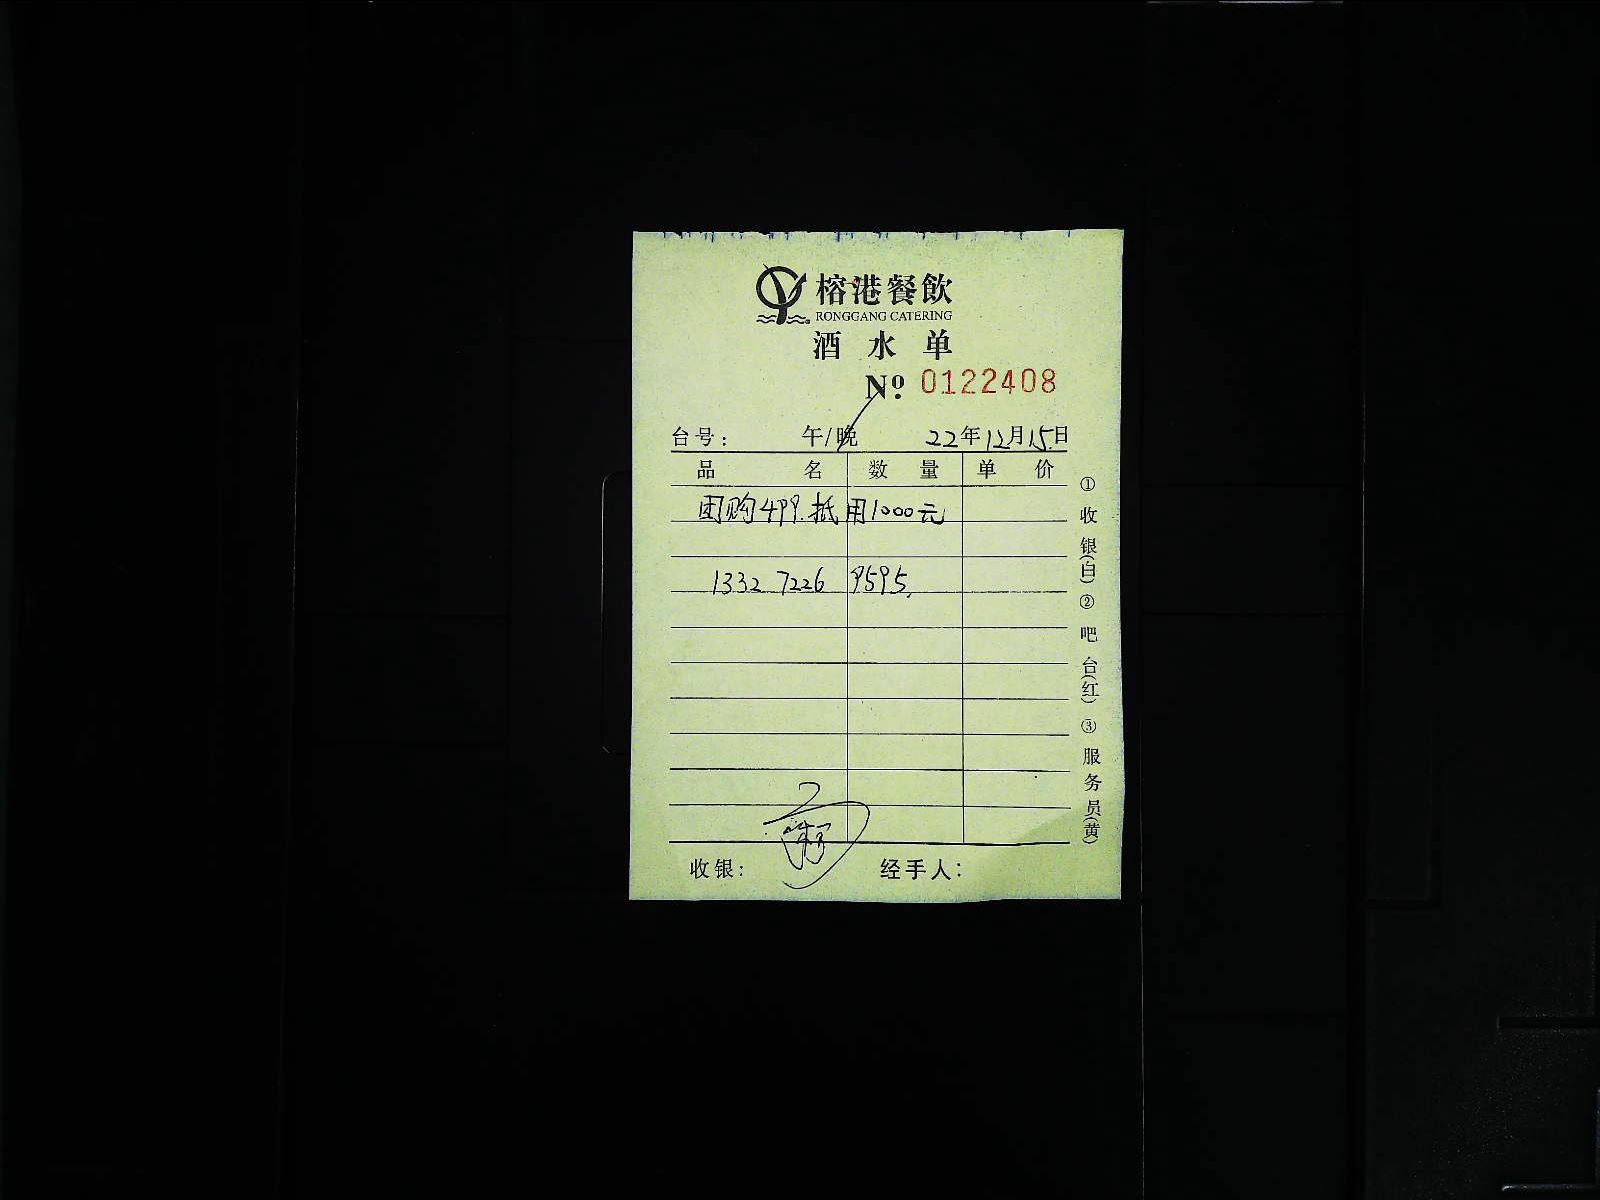 榕港餐飲
RONGGANG CATERING
酒水单
№ 0122408
台号: 午/晚 22年12月15日
品名 数量 单价
团购499.抵用1000元
1332 7226 9595.
收银: 经手人:
①收银(白)②吧台(红)③服务员(黄)